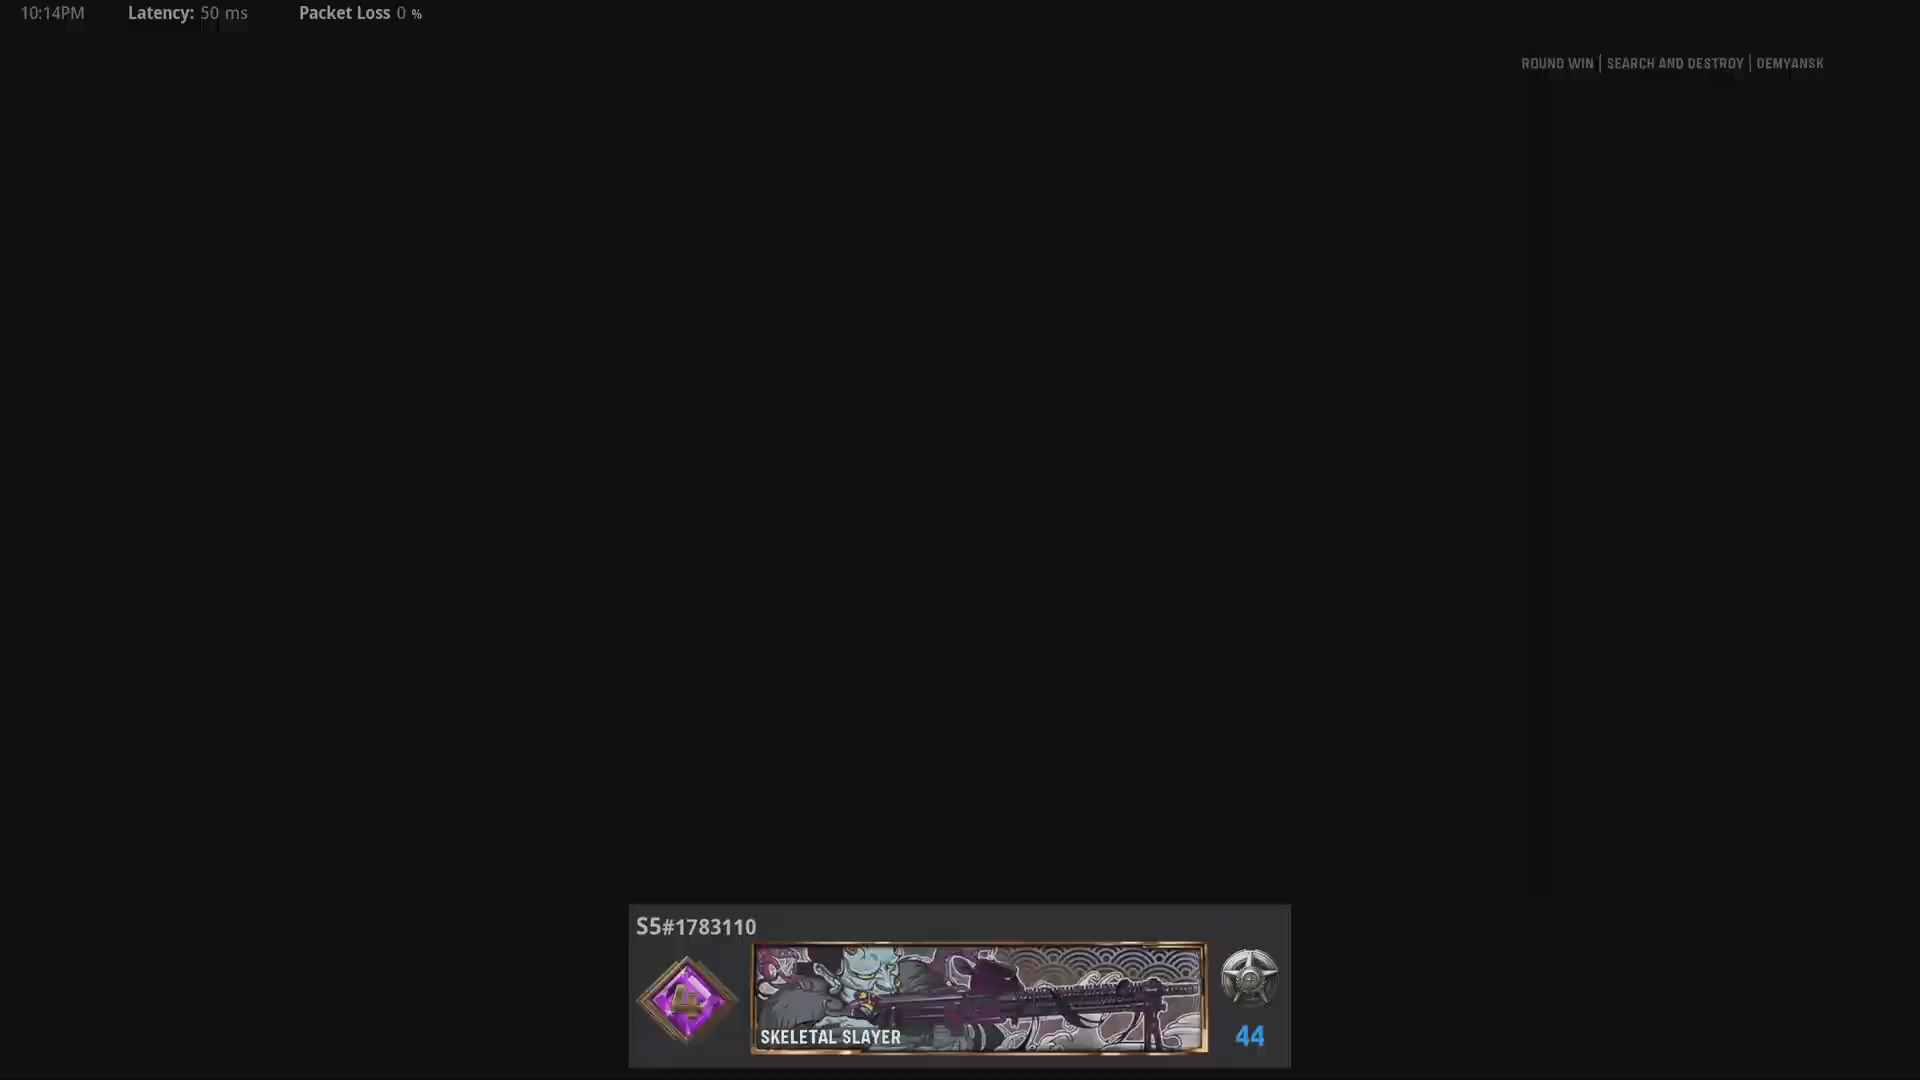 10:14PM Latency: 50 ms Packet Loss 0 %
ROUND WIN | SEARCH AND DESTROY | DEMYANSK
S5#1783110
4
SKELETAL SLAYER
44